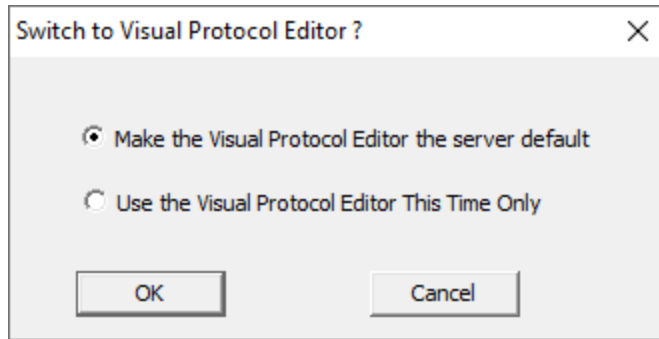 Switch to Visual Protocol Editor ?
Make the Visual Protocol Editor the server default
Use the Visual Protocol Editor This Time Only
OK
Cancel